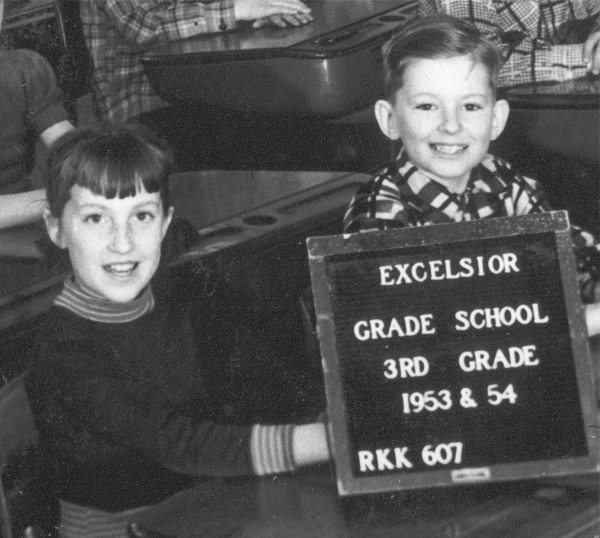 EXCELSIOR
GRADE SCHOOL
3RD GRADE
1953 & 54
RKK 607